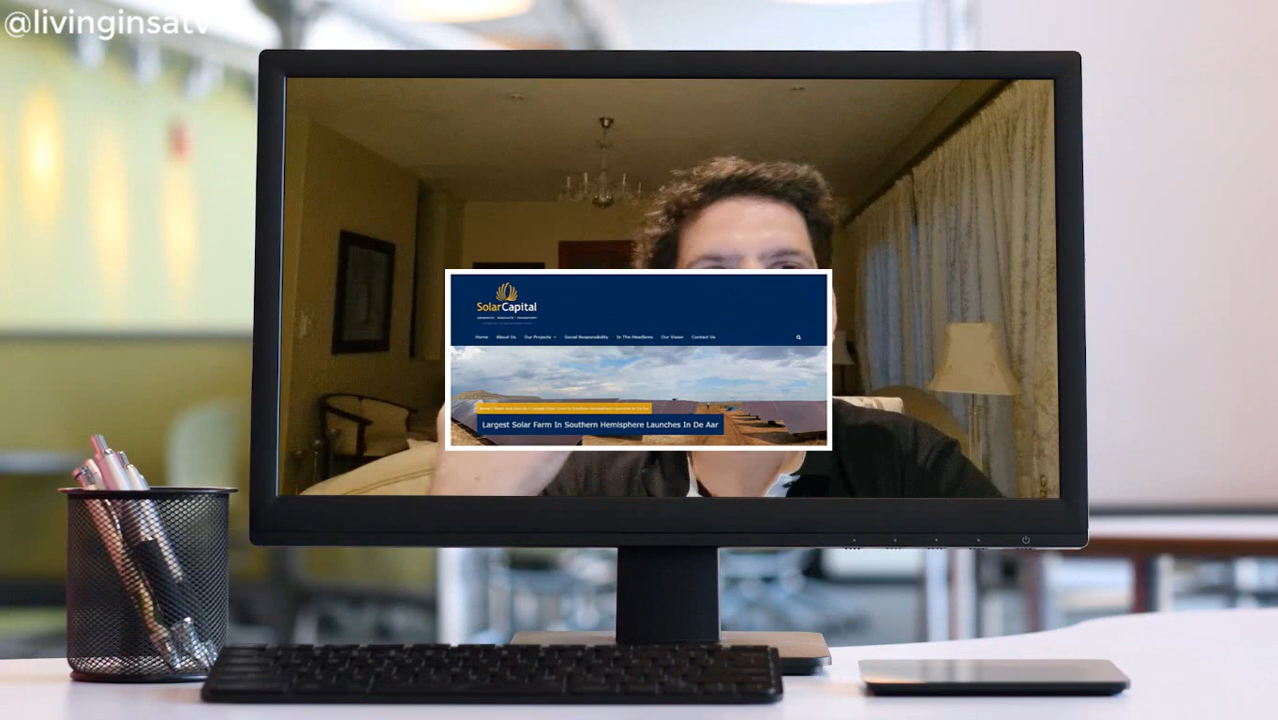 @livinginsatv
SolarCapital
Home About Us Our Projects Social Responsibility In The Headlines Our Vision Contact Us
Largest Solar Farm In Southern Hemisphere Launches In De Aar